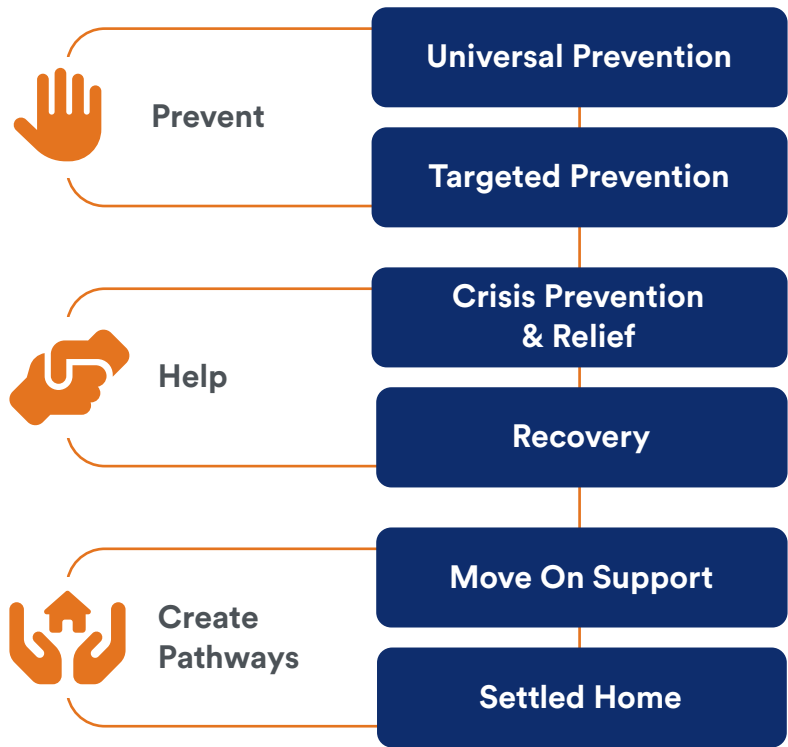 Prevent
Universal Prevention
Targeted Prevention
Help
Crisis Prevention
& Relief
Recovery
Create
Pathways
Move On Support
Settled Home